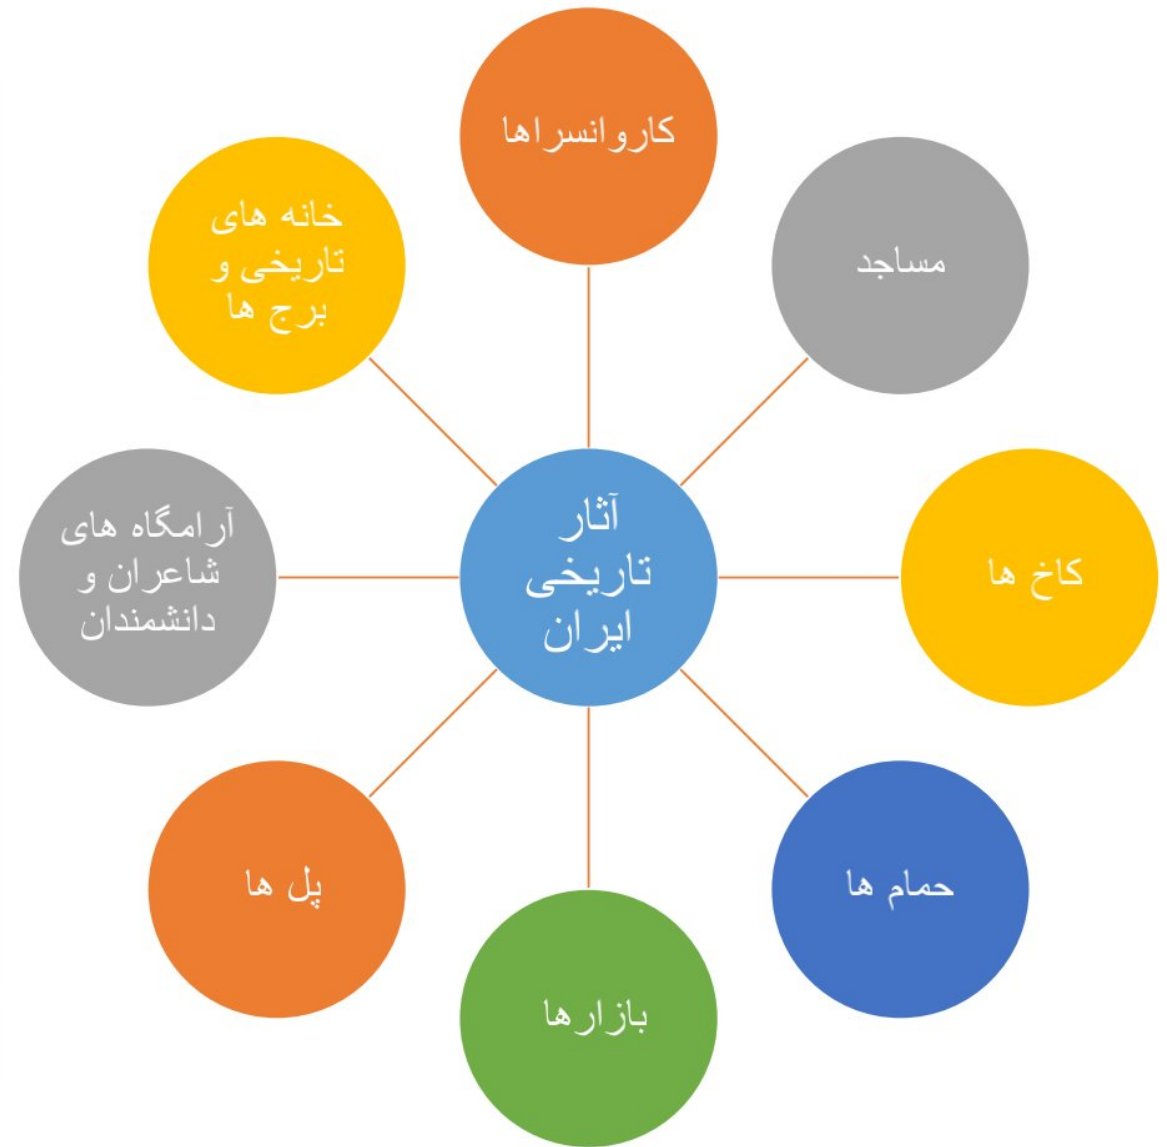 کاروانسراها
مساجد
کاخ ها
حمام ها
بازارها
پل ها
آرامگاه های
شاعران و
دانشمندان
خانه های
تاریخی و
برج ها
آثار
تاریخی
ایران